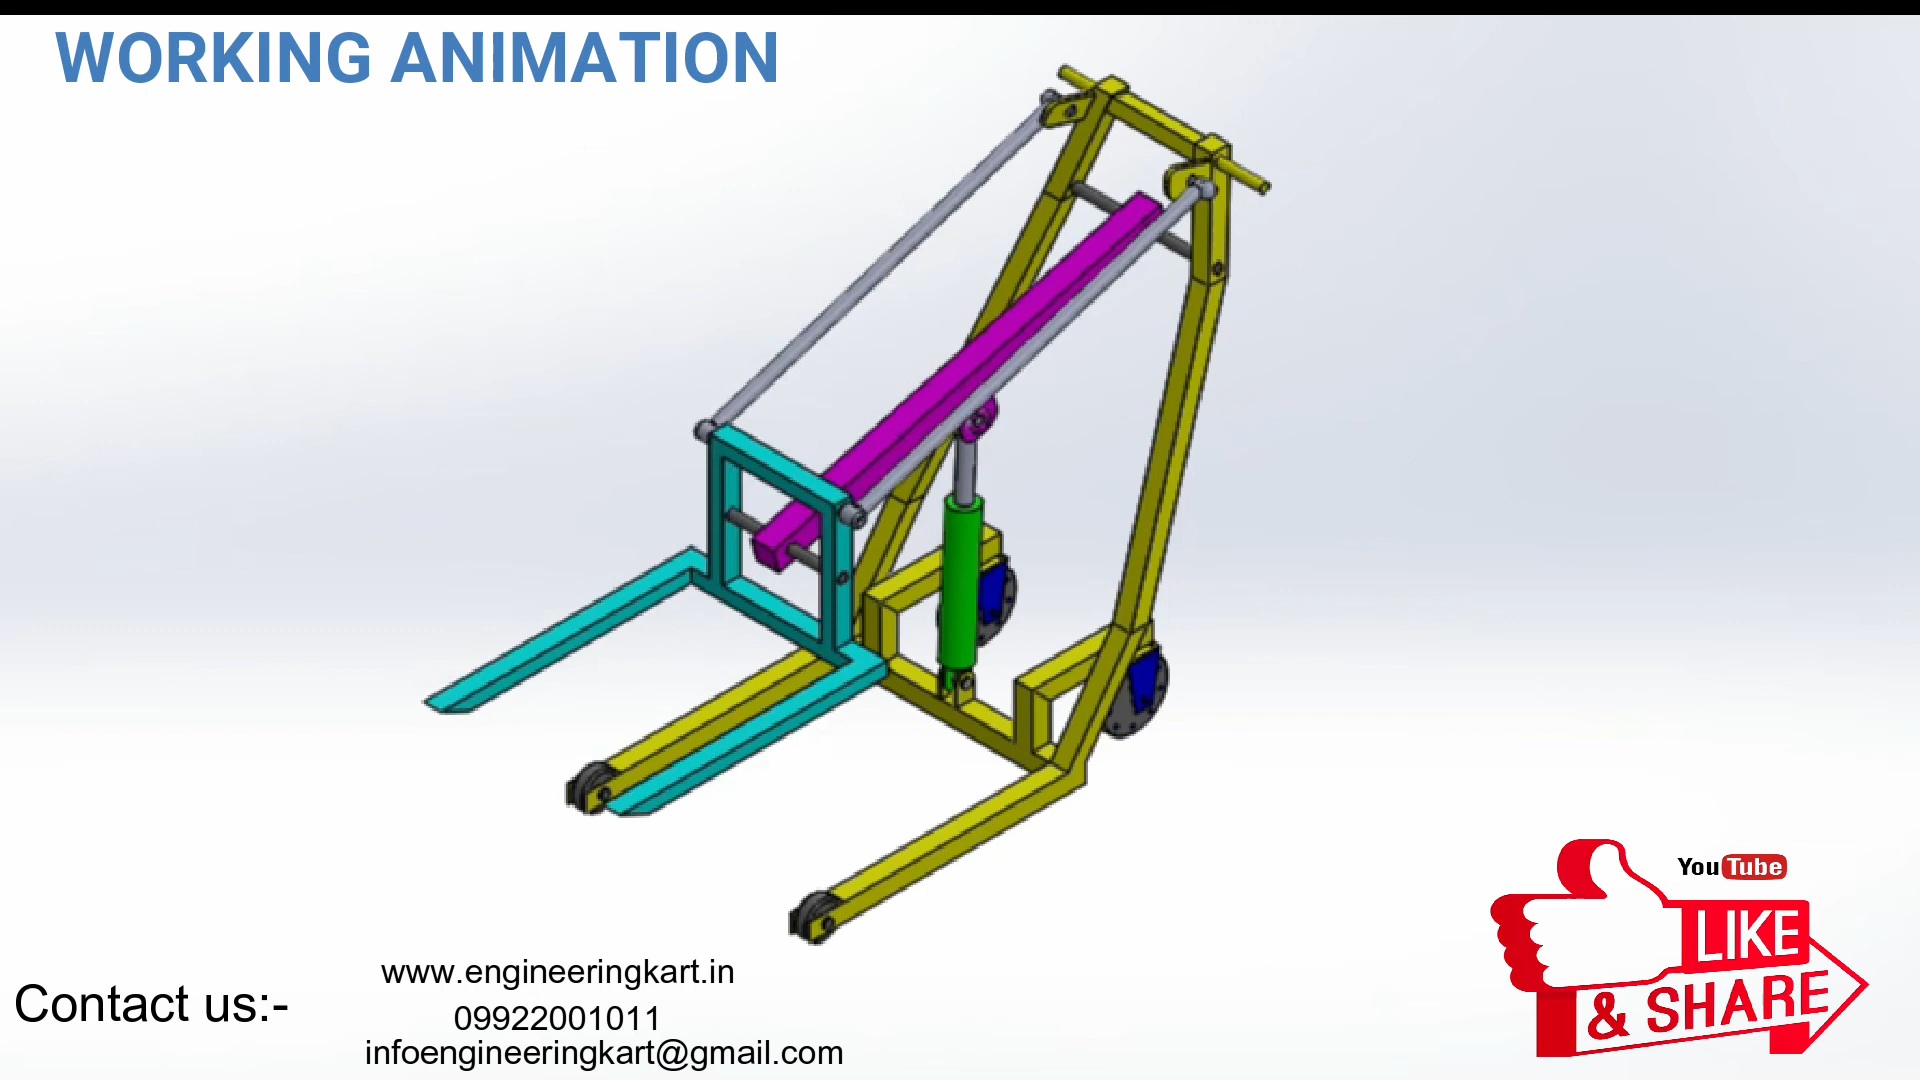 WORKING ANIMATION
YouTube
LIKE
& SHARE
Contact us:-
www.engineeringkart.in
09922001011
infoengineeringkart@gmail.com